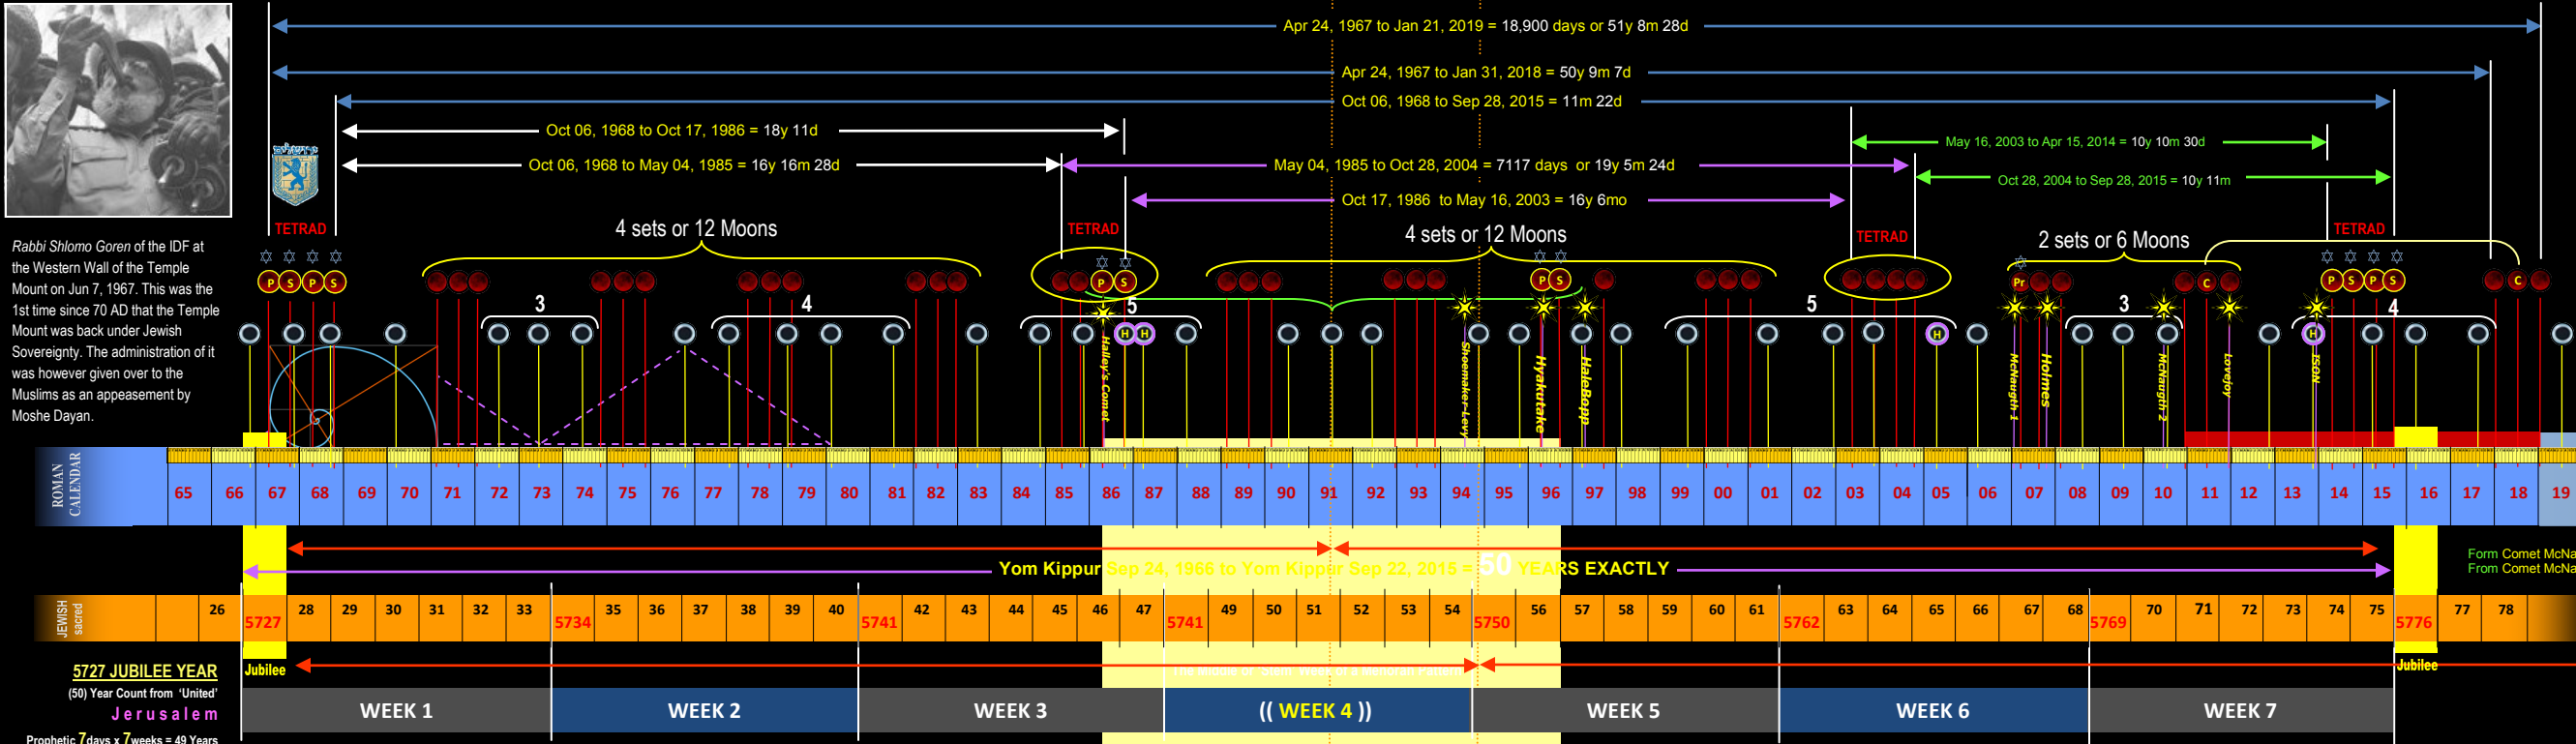 Apr 24, 1967 to Jan 21, 2019 = 18,900 days or 51y 8m 28d
Apr 24, 1967 to Jan 31, 2018 = 50y 9m 7d
Oct 06, 1968 to Sep 28, 2015 = 11m 22d
Oct 06, 1968 to Oct 17, 1986 = 18y 11d
May 16, 2003 to Apr 15, 2014 = 10y 10m 30d
Oct 06, 1968 to May 04, 1985 = 16y 16m 28d
May 04, 1985 to Oct 28, 2004 = 7117 days or 19y 5m 24d
Oct 28, 2004 to Sep 28, 2015 = 10y 11m
Oct 17, 1986 to May 16, 2003 = 16y 6mo
TETRAD
4 sets or 12 Moons
TETRAD
4 sets or 12 Moons
TETRAD
2 sets or 6 Moons
TETRAD
Rabbi Shlomo Goren of the IDF at
the Western Wall of the Temple
Mount on Jun 7, 1967. This was the
1st time since 70 AD that the Temple
Mount was back under Jewish
Sovereignty. The administration of it
was however given over to the
Muslims as an appeasement by
Moshe Dayan.
P S P S
P S
P S
Pr
C
P S P S
C
3
4
5
5
3
4
H H
H
H
Halley's Comet
Shoemaker-Levy
Hyakutake
HaleBopp
McNaugth 1
Holmes
McNaugth 2
Lovejoy
ISON
ROMAN
CALENDAR
65 66 67 68 69 70 71 72 73 74 75 76 77 78 79 80 81 82 83 84 85 86 87 88 89 90 91 92 93 94 95 96 97 98 99 00 01 02 03 04 05 06 07 08 09 10 11 12 13 14 15 16 17 18 19
Form Comet McNa
Yom Kippur Sep 24, 1966 to Yom Kippur Sep 22, 2015 = 50 YEARS EXACTLY
From Comet McNa
JEWISH
sacred
26 5727 28 29 30 31 32 33 5734 35 36 37 38 39 40 5741 42 43 44 45 46 47 5741 49 50 51 52 53 54 5750 56 57 58 59 60 61 5762 63 64 65 66 67 68 5769 70 71 72 73 74 75 5776 77 78
5727 JUBILEE YEAR
Jubilee
Jubilee
(50) Year Count from 'United'
Jerusalem
Prophetic 7days x 7weeks = 49 Years
WEEK 1
WEEK 2
WEEK 3
(( WEEK 4 ))
WEEK 5
WEEK 6
WEEK 7